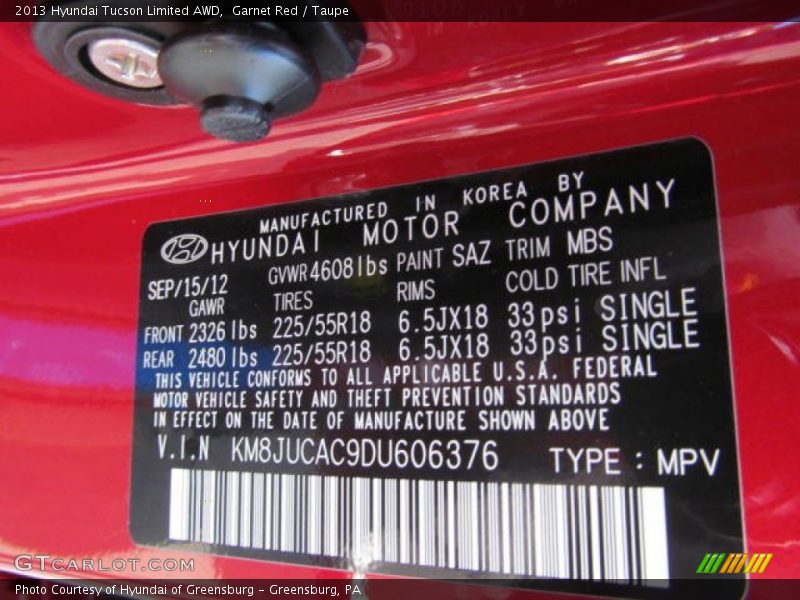 2013 Hyundai Tucson Limited AWD,  Garnet Red / Taupe
MANUFACTURED IN KOREA BY
HYUNDAI MOTOR COMPANY
SEP/15/12 GVWR 4608 lbs PAINT SAZ TRIM MBS
GAWR TIRES RIMS COLD TIRE INFL
FRONT 2326 lbs 225/55R18 6.5JX18 33 psi SINGLE
REAR 2480 lbs 225/55R18 6.5JX18 33 psi SINGLE
THIS VEHICLE CONFORMS TO ALL APPLICABLE U.S.A. FEDERAL
MOTOR VEHICLE SAFETY AND THEFT PREVENTION STANDARDS
IN EFFECT ON THE DATE OF MANUFACTURE SHOWN ABOVE
V.I.N KM8JUCAC9DU606376 TYPE : MPV
GTCARLOT.COM
Photo Courtesy of Hyundai of Greensburg - Greensburg, PA